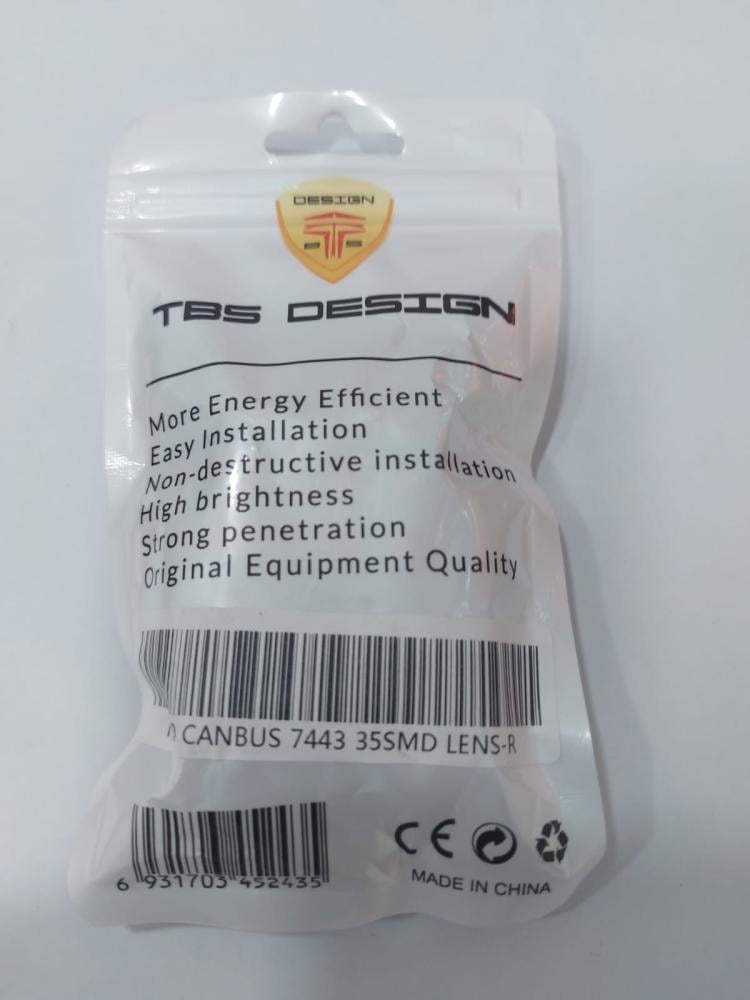 DESIGN
TBS DESIGN
More Energy Efficient
Easy Installation
Non-destructive installation
High brightness
Strong penetration
Original Equipment Quality
CANBUS 7443 35SMD LENS-R
6 931703 452435
CE
MADE IN CHINA